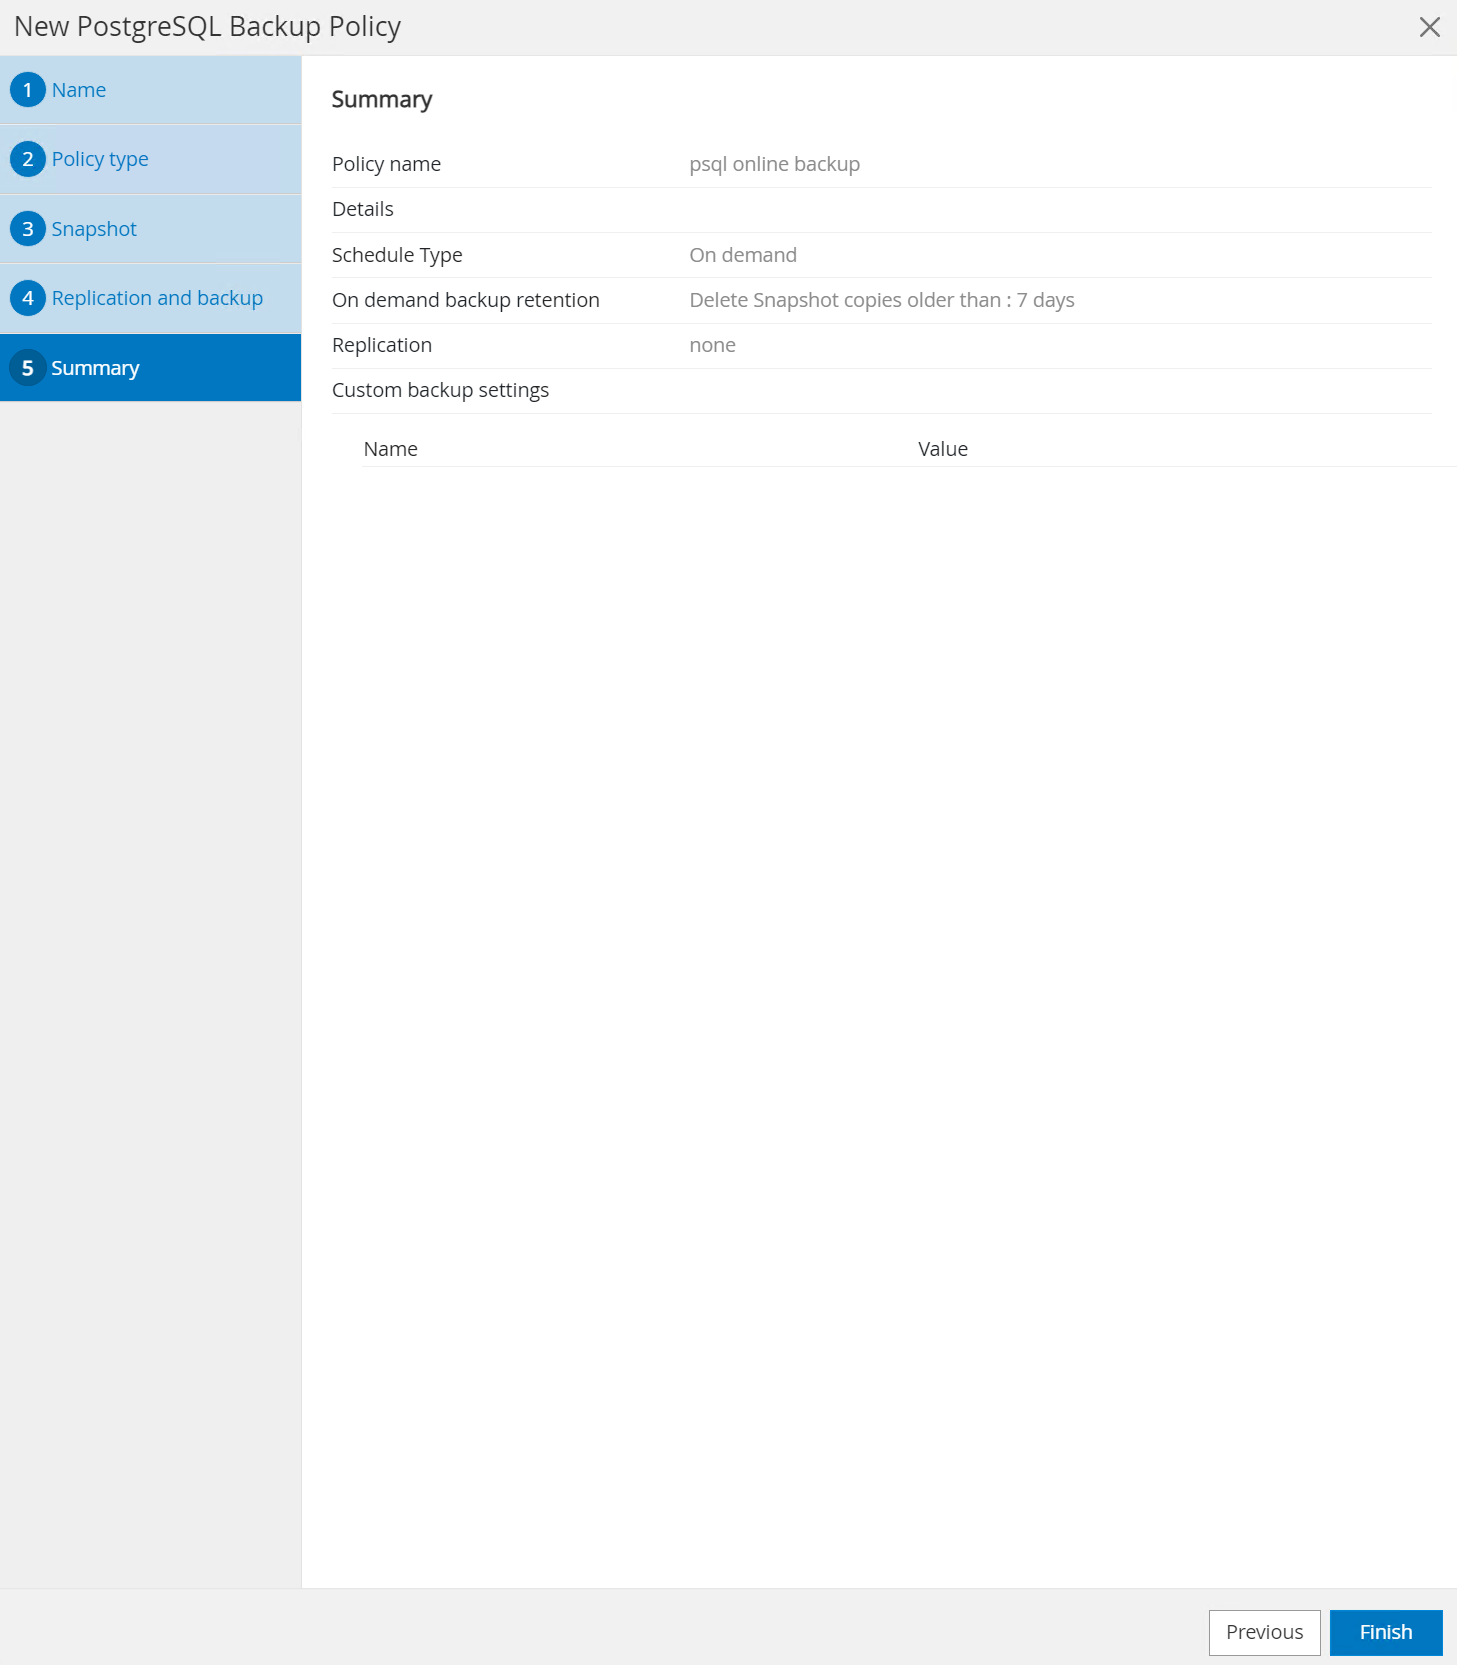 New PostgreSQL Backup Policy
1 Name
2 Policy type
3 Snapshot
4 Replication and backup
5 Summary
Summary
Policy name psql online backup
Details
Schedule Type On demand
On demand backup retention Delete Snapshot copies older than : 7 days
Replication none
Custom backup settings
Name Value
Previous Finish